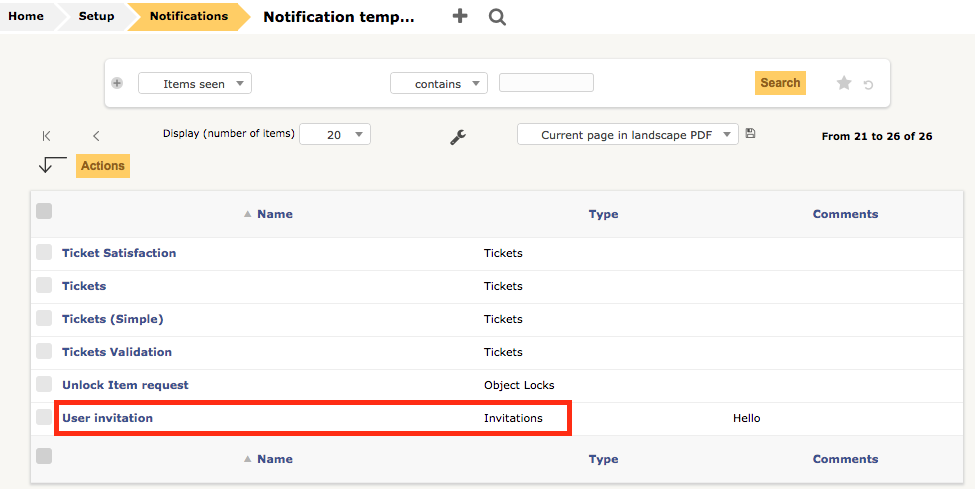 Home Setup Notifications Notification temp...
Items seen contains Search
Display (number of items) 20 Current page in landscape PDF From 21 to 26 of 26
Actions
Name Type Comments
Ticket Satisfaction Tickets
Tickets Tickets
Tickets (Simple) Tickets
Tickets Validation Tickets
Unlock Item request Object Locks
User invitation Invitations Hello
Name Type Comments